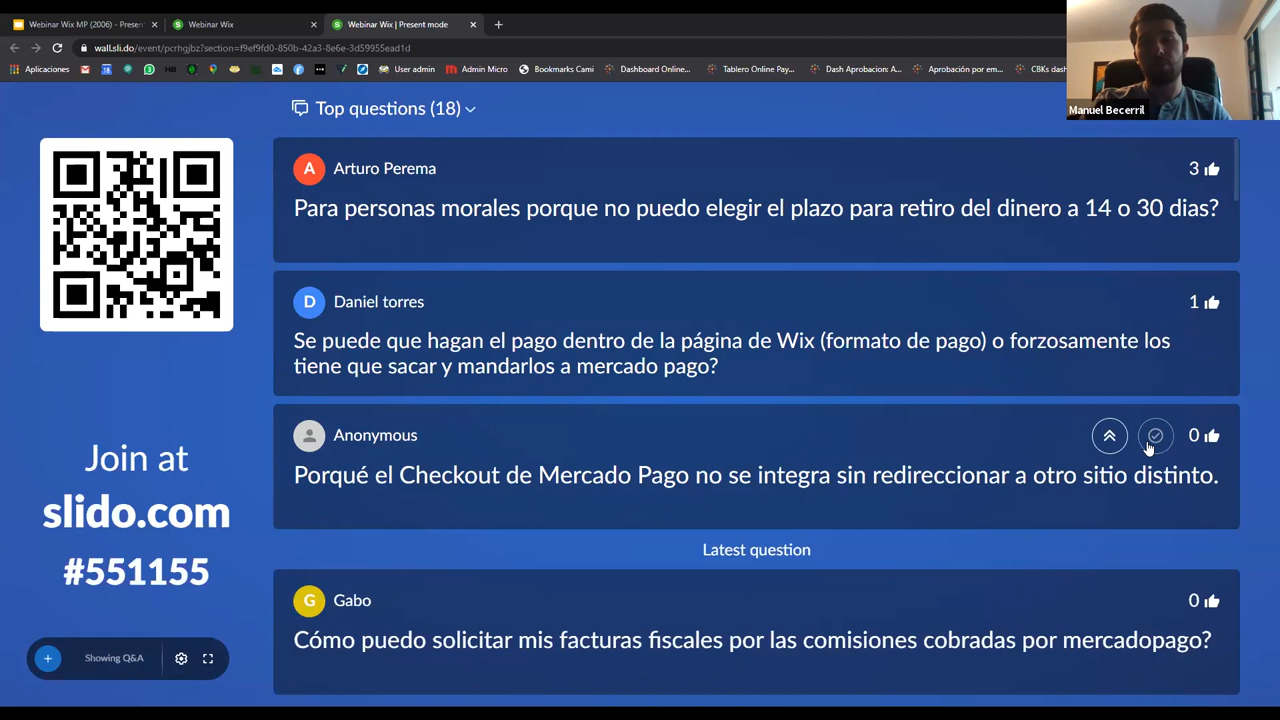 Webinar Wix MP (2006) - Presen
Webinar Wix
Webinar Wix | Present mode
wall.sli.do/event/pcrhgjbz?section=f9ef9fd0-850b-42a3-8e6e-3d59955ead1d
Aplicaciones
HB
User admin
Admin Micro
Bookmarks Cami
Dashboard Online...
Tablero Online Pay...
Dash Aprobacion: A...
Aprobación por em...
CBKs dash
Manuel Becerril
Top questions (18)
A
Arturo Perema
3
Para personas morales porque no puedo elegir el plazo para retiro del dinero a 14 o 30 dias?
D
Daniel torres
1
Se puede que hagan el pago dentro de la página de Wix (formato de pago) o forzosamente los
tiene que sacar y mandarlos a mercado pago?
Anonymous
0
Porqué el Checkout de Mercado Pago no se integra sin redireccionar a otro sitio distinto.
Latest question
G
Gabo
0
Cómo puedo solicitar mis facturas fiscales por las comisiones cobradas por mercadopago?
Join at
slido.com
#551155
Showing Q&A